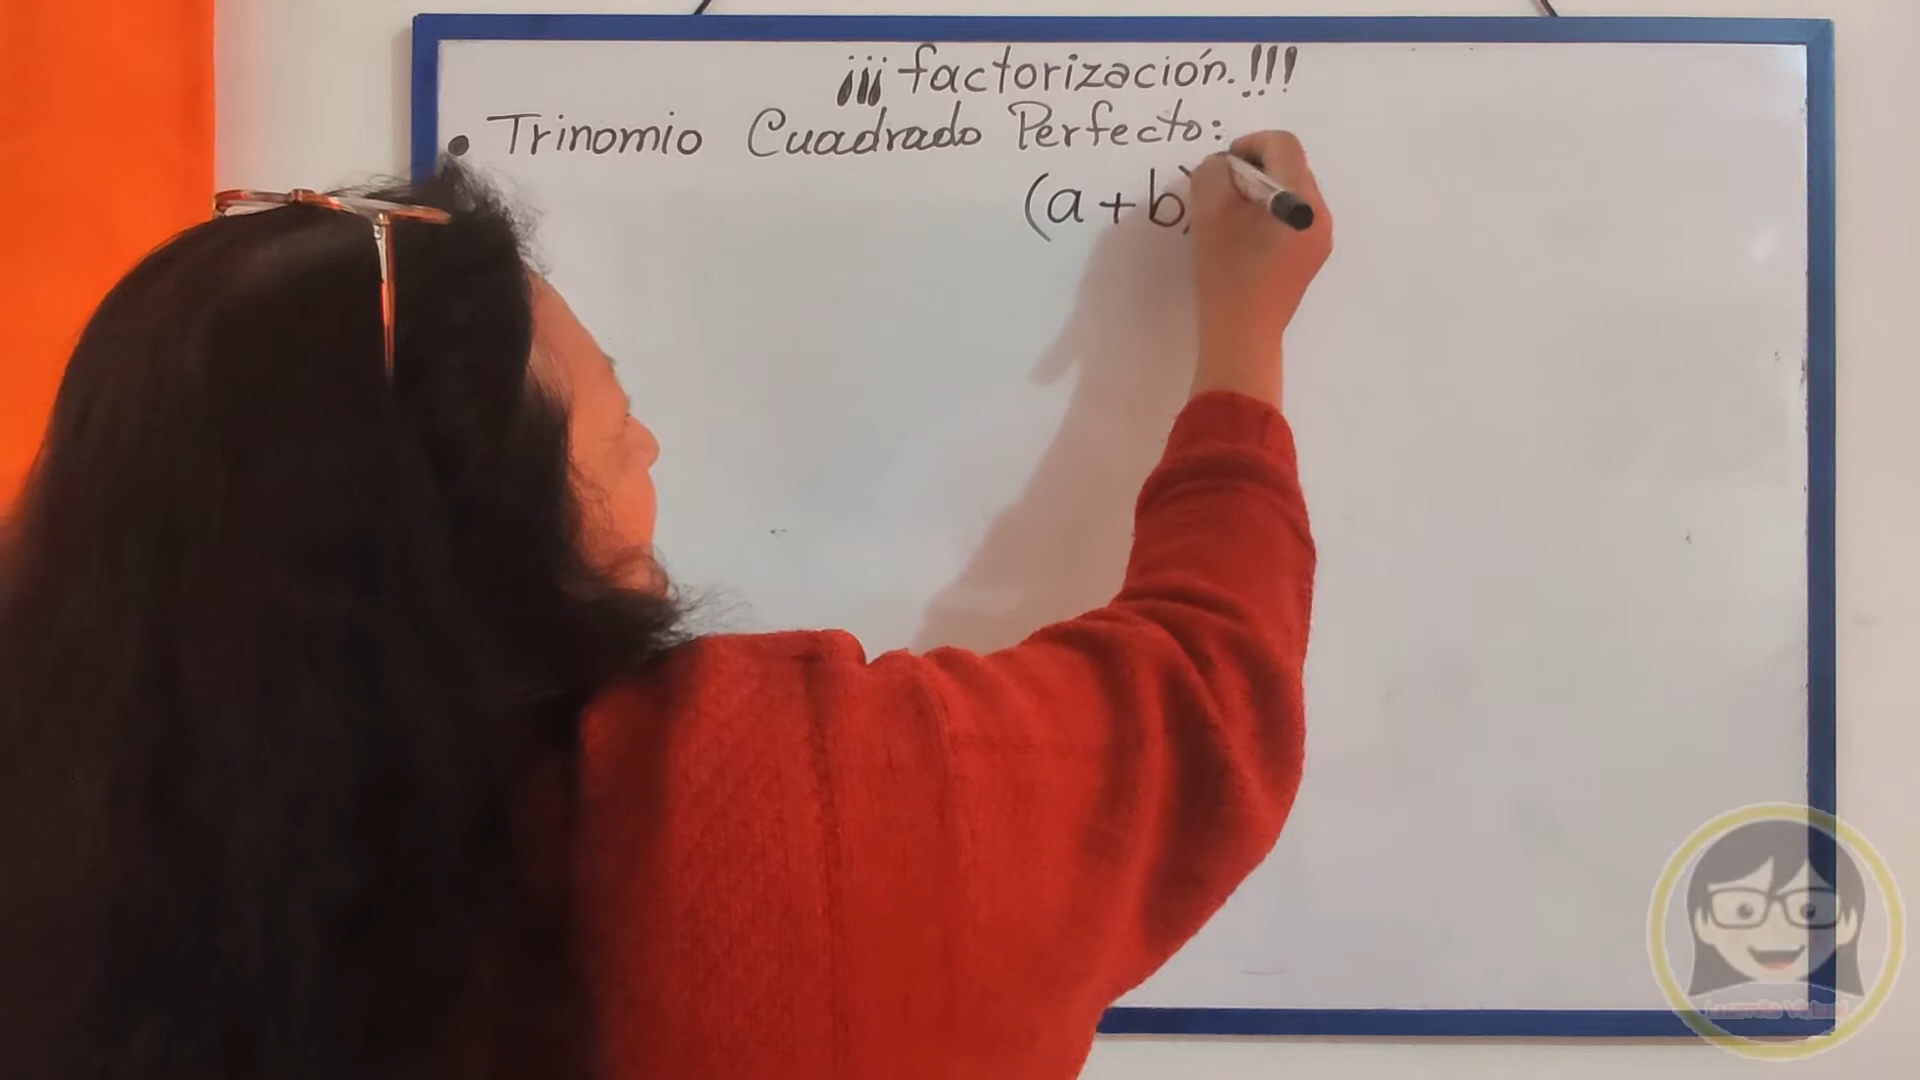 ¡¡¡factorización.!!!
• Trinomio Cuadrado Perfecto:
(a+b)